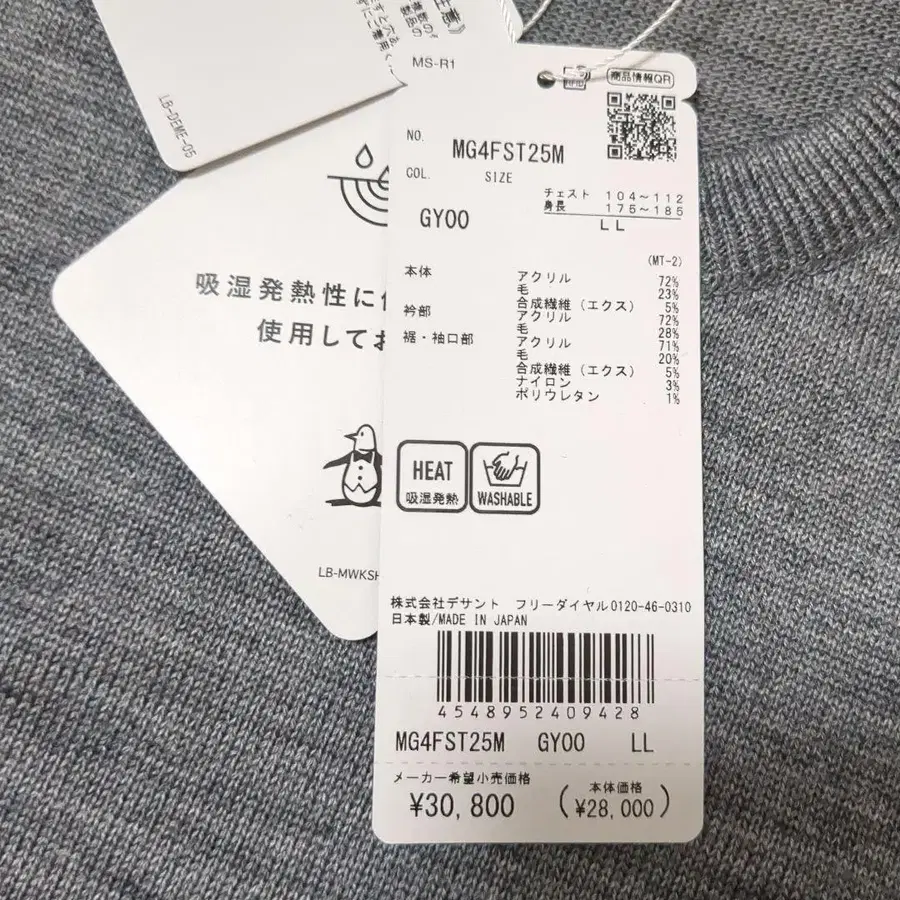 LB-DEME-05
吸湿発熱性に
使用してお
LB-MWKSH
MS-R1
商品情報QR
NO. MG4FST25M
COL. SIZE
チェスト 104～112
身長 175～185
GY00 LL
(MT-2)
本体 アクリル 72%
毛 23%
合成繊維（エクス） 5%
衿部 アクリル 72%
毛 28%
裾・袖口部 アクリル 71%
毛 20%
合成繊維（エクス） 5%
ナイロン 3%
ポリウレタン 1%
HEAT
吸湿発熱
WASHABLE
株式会社デサント フリーダイヤル0120-46-0310
日本製/MADE IN JAPAN
4548952409428
MG4FST25M GY00 LL
メーカー希望小売価格
¥30,800
本体価格
(¥28,000)